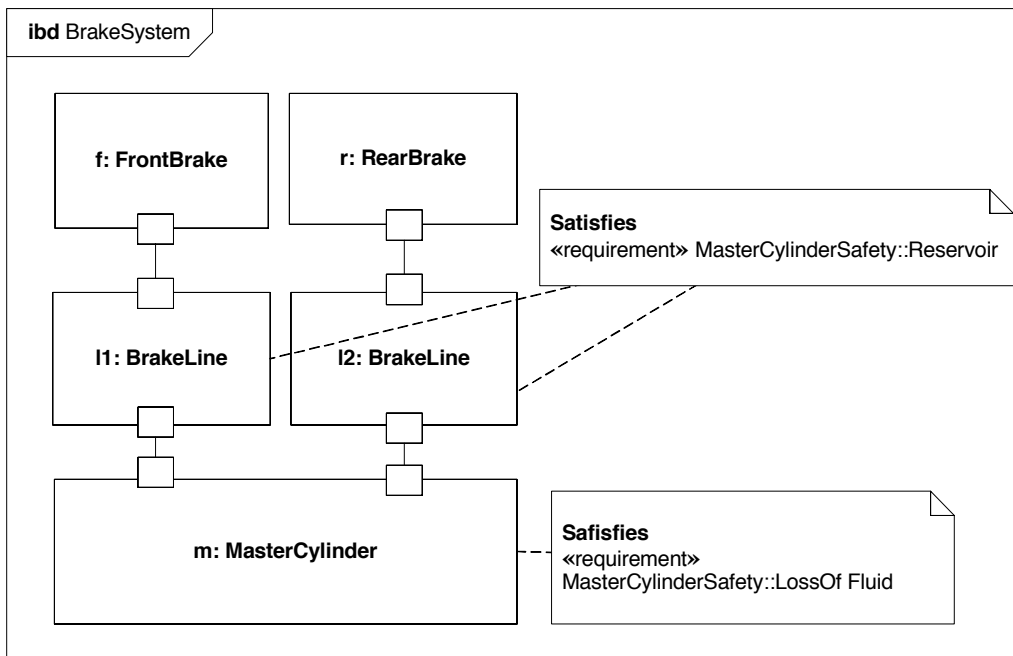 ibd BrakeSystem
f: FrontBrake
r: RearBrake
Satisfies
«requirement» MasterCylinderSafety::Reservoir
l1: BrakeLine
l2: BrakeLine
m: MasterCylinder
Safisfies
«requirement»
MasterCylinderSafety::LossOf Fluid